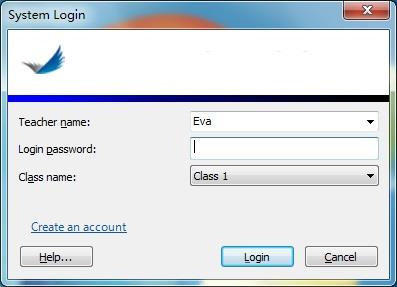 System Login
Teacher name:
Eva
Login password:
Class name:
Class 1
Create an account
Help...
Login
Cancel